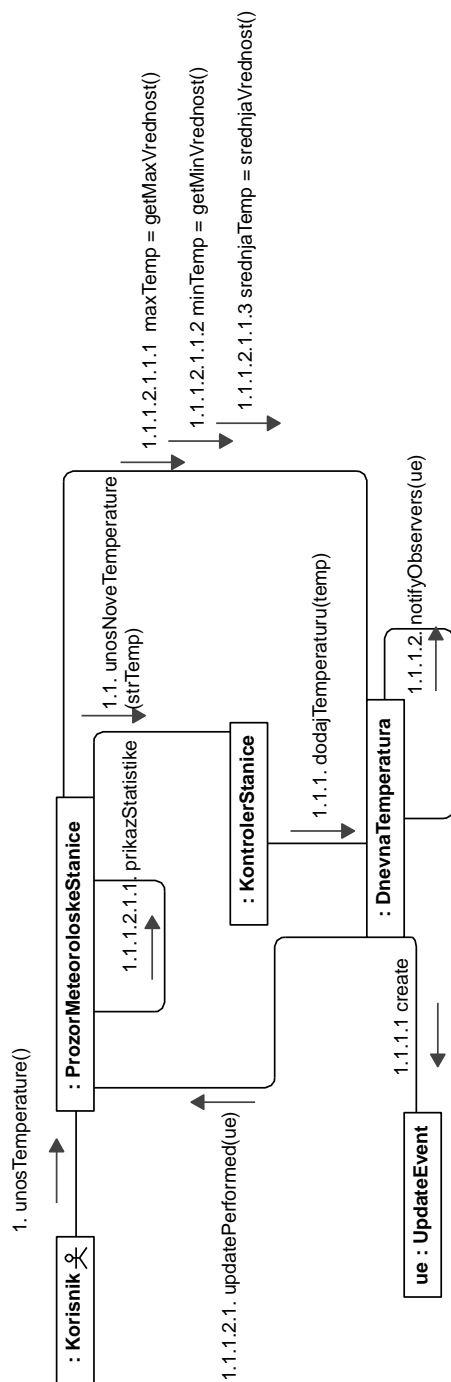 1. unosTemperature()
: Korisnik
: ProzorMeteoroloskeStanice
1.1. unosNoveTemperature
(strTemp)
1.1.1.2.1.1.1 maxTemp = getMaxVrednost()
1.1.1.2.1.1.2 minTemp = getMinVrednost()
1.1.1.2.1.1.3 srednjaTemp = srednjaVrednost()
1.1.1.2.1.1. prikazStatistike
: KontrolerStanice
1.1.1. dodajTemperaturu(temp)
1.1.1.2.1. updatePerformed(ue)
: DnevnaTemperatura
1.1.1.2. notifyObservers(ue)
1.1.1.1 create
ue : UpdateEvent